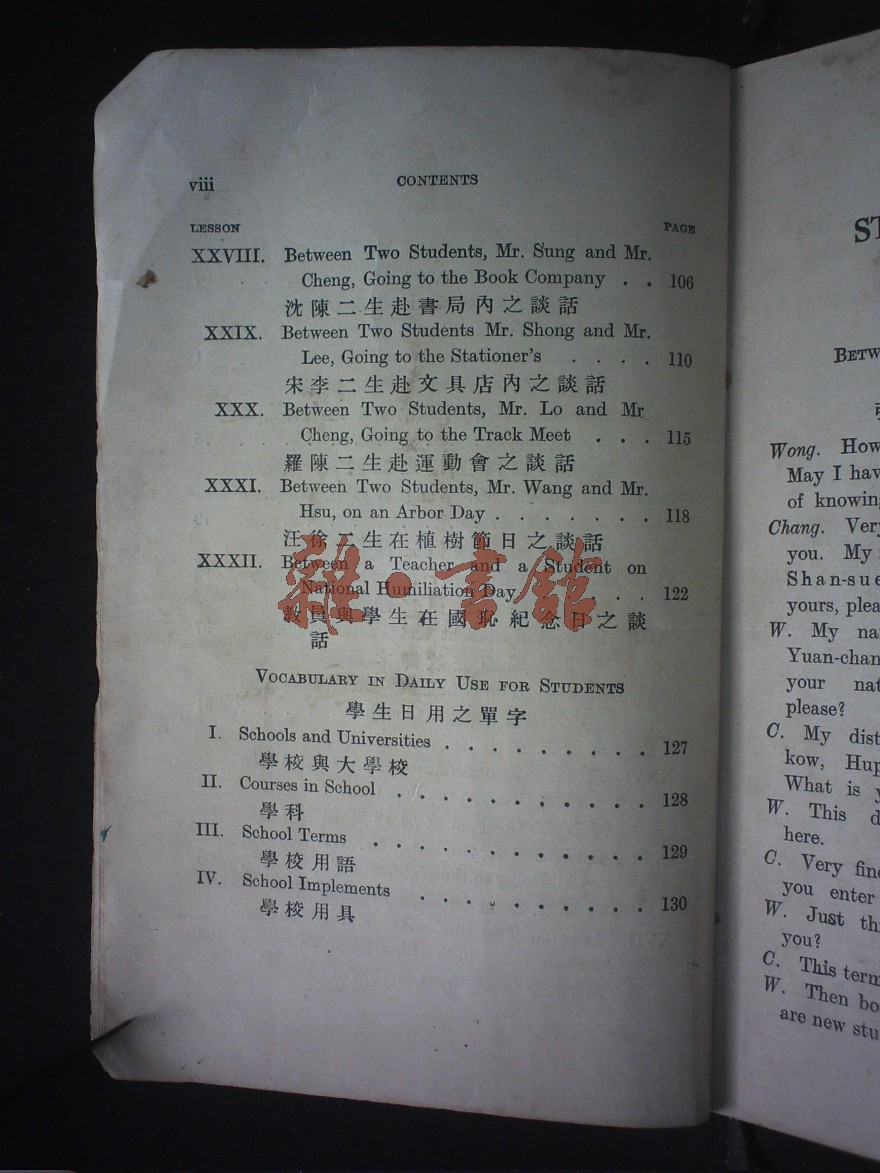 viii CONTENTS
LESSON PAGE
XXVIII. Between Two Students, Mr. Sung and Mr.
Cheng, Going to the Book Company . . 106
沈陳二生赴書局內之談話
XXIX. Between Two Students Mr. Shong and Mr.
Lee, Going to the Stationer's . . . . 110
宋李二生赴文具店內之談話
XXX. Between Two Students, Mr. Lo and Mr
Cheng, Going to the Track Meet . . . 115
羅陳二生赴運動會之談話
XXXI. Between Two Students, Mr. Wang and Mr.
Hsu, on an Arbor Day . . . . . . . 118
汪徐二生在植樹節日之談話
XXXII. Between a Teacher and a Student on
National Humiliation Day . . . . 122
教員與學生在國恥紀念日之談
話
雜·書館
VOCABULARY IN DAILY USE FOR STUDENTS
學生日用之單字
I. Schools and Universities . . . . . . . . . 127
學校與大學校
II. Courses in School . . . . . . . . . . . 128
學科
III. School Terms . . . . . . . . . . . . 129
學校用語
IV. School Implements . . . . . . . . . . 130
學校用具
ST
BETW
Wong. How
May I hav
of knowin
Chang. Very
you. My
Shan-sue
yours, plea
W. My na
Yuan-chan
your nat
please?
C. My dist
kow, Hup
What is y
W. This d
here.
C. Very fine
you enter
W. Just th
you?
C. This term
W. Then bo
are new stu